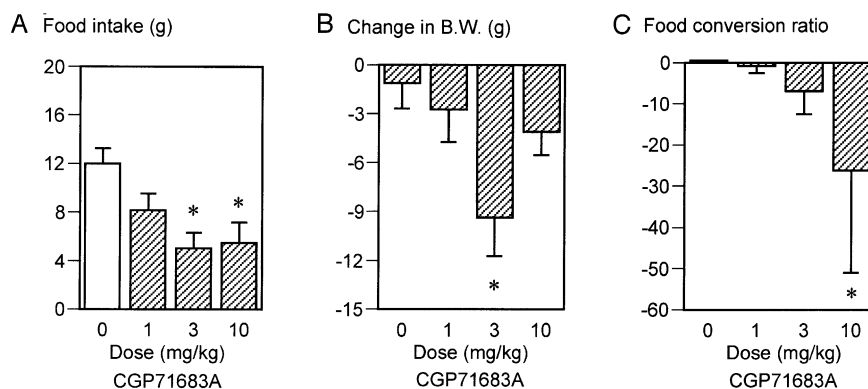 A Food intake (g)
20
16
12
8
4
0
* *
0 1 3 10
Dose (mg/kg)
CGP71683A
B Change in B.W. (g)
0
-3
-6
-9
-12
-15
*
0 1 3 10
Dose (mg/kg)
CGP71683A
C Food conversion ratio
0
-10
-20
-30
-40
-50
-60
*
0 1 3 10
Dose (mg/kg)
CGP71683A